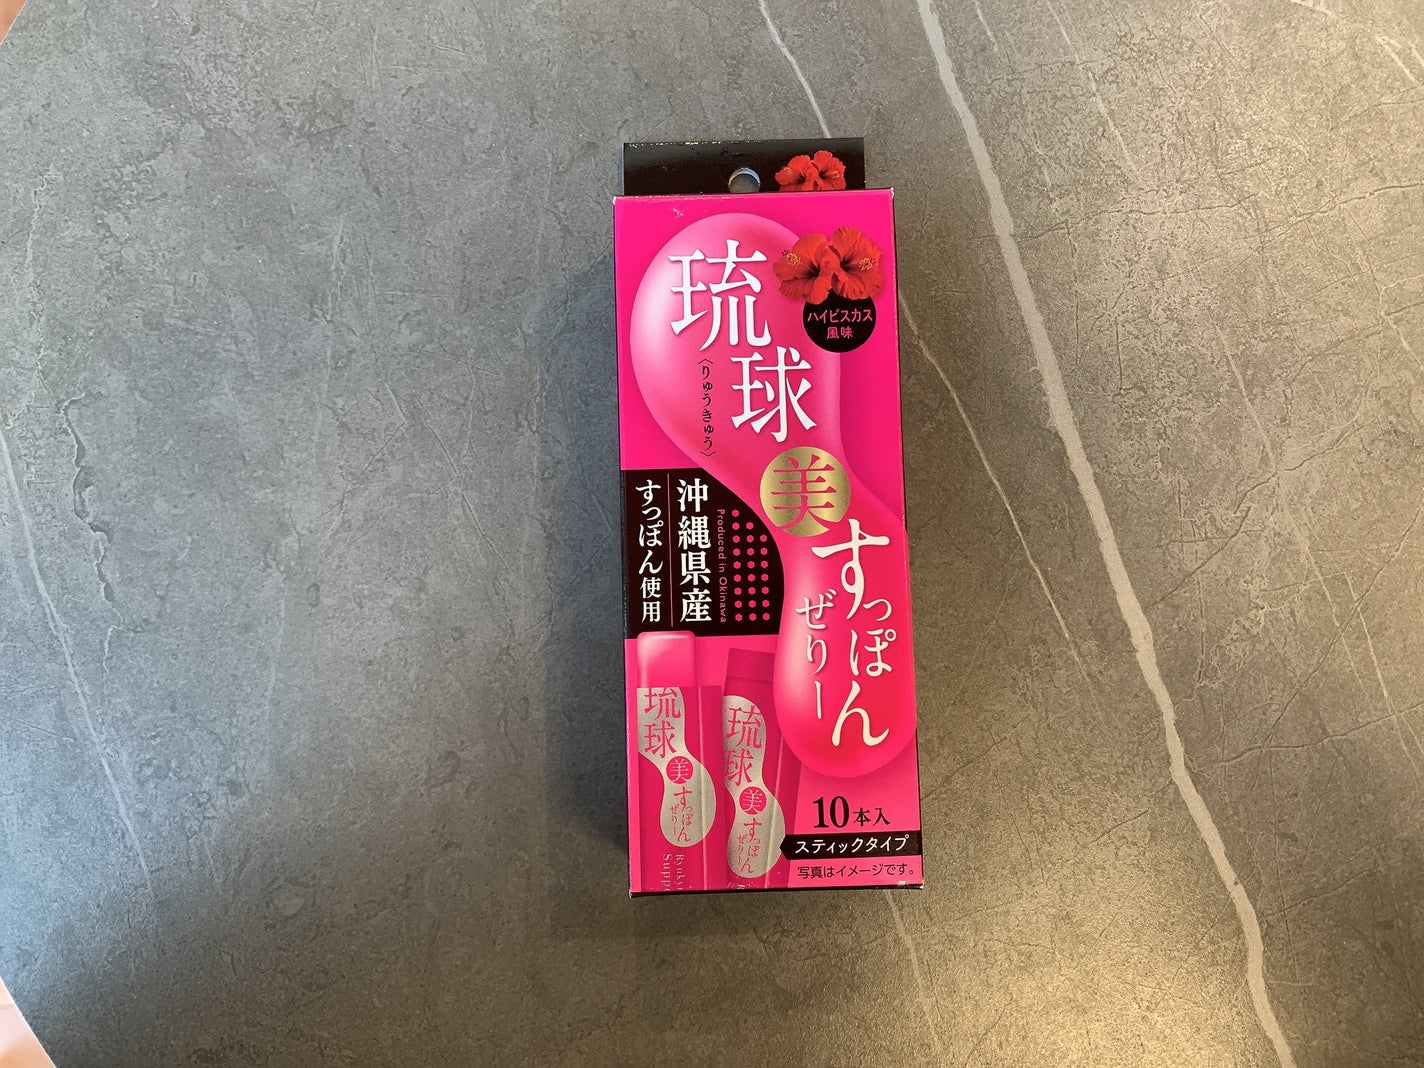 琉球
〈りゅうきゅう〉
ハイビスカス
風味
美
すっぽん
ぜりー
沖縄県産
すっぽん使用
Produced in Okinawa
琉球
美
すっぽん
ぜりー
琉球
美
すっぽん
ぜりー
10本入
スティックタイプ
写真はイメージです。